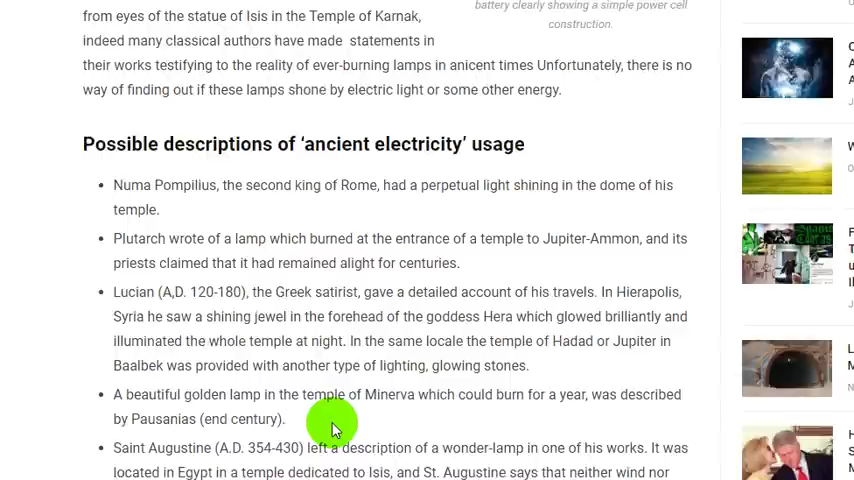 from eyes of the statue of Isis in the Temple of Karnak,
indeed many classical authors have made statements in
their works testifying to the reality of ever-burning lamps in anicent times Unfortunately, there is no
way of finding out if these lamps shone by electric light or some other energy.
battery clearly showing a simple power cell
construction.
Possible descriptions of ‘ancient electricity’ usage
• Numa Pompilius, the second king of Rome, had a perpetual light shining in the dome of his
temple.
• Plutarch wrote of a lamp which burned at the entrance of a temple to Jupiter-Ammon, and its
priests claimed that it had remained alight for centuries.
• Lucian (A,D. 120-180), the Greek satirist, gave a detailed account of his travels. In Hierapolis,
Syria he saw a shining jewel in the forehead of the goddess Hera which glowed brilliantly and
illuminated the whole temple at night. In the same locale the temple of Hadad or Jupiter in
Baalbek was provided with another type of lighting, glowing stones.
• A beautiful golden lamp in the temple of Minerva which could burn for a year, was described
by Pausanias (end century).
• Saint Augustine (A.D. 354-430) left a description of a wonder-lamp in one of his works. It was
located in Egypt in a temple dedicated to Isis, and St. Augustine says that neither wind nor